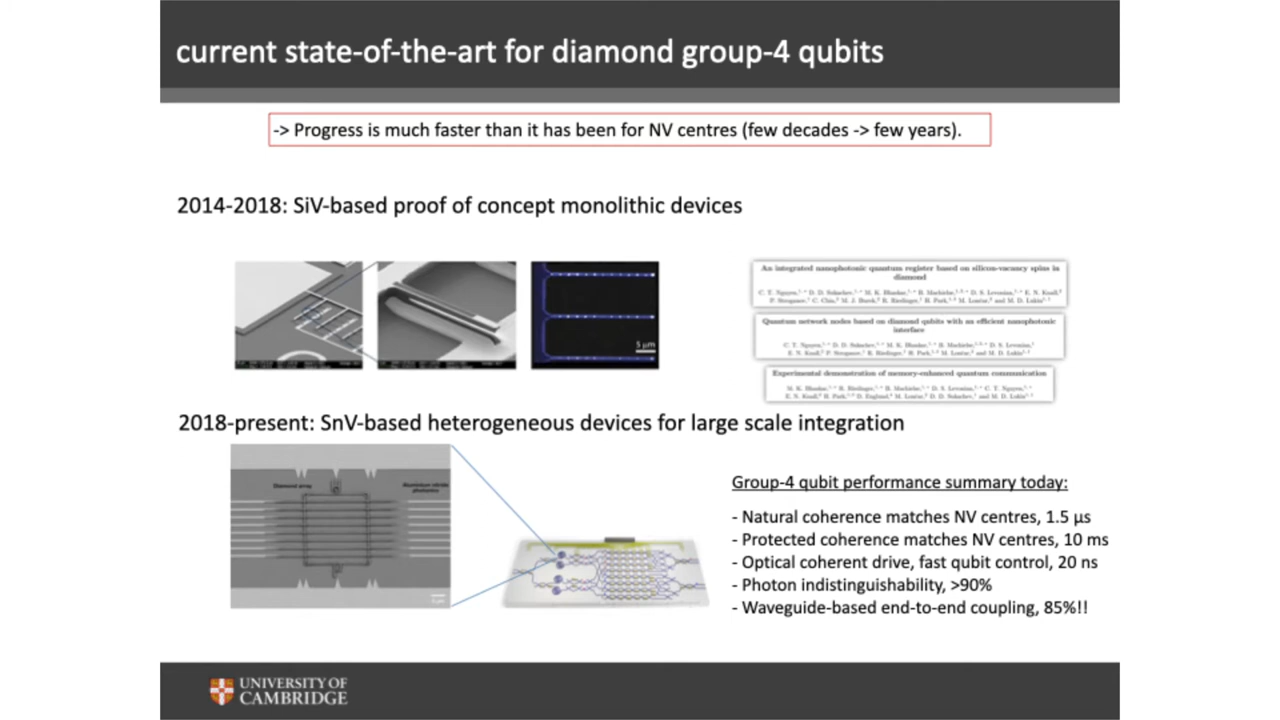 current state-of-the-art for diamond group-4 qubits
-> Progress is much faster than it has been for NV centres (few decades -> few years).
2014-2018: SiV-based proof of concept monolithic devices
5 μm
An integrated nanophotonic quantum register based on silicon-vacancy spins in
diamond
Quantum network nodes based on diamond qubits with an efficient nanophotonic
interface
Experimental demonstration of memory-enhanced quantum communication
2018-present: SnV-based heterogeneous devices for large scale integration
Diamond array
Aluminium nitride
photonics
Group-4 qubit performance summary today:
- Natural coherence matches NV centres, 1.5 μs
- Protected coherence matches NV centres, 10 ms
- Optical coherent drive, fast qubit control, 20 ns
- Photon indistinguishability, >90%
- Waveguide-based end-to-end coupling, 85%!!
UNIVERSITY OF
CAMBRIDGE